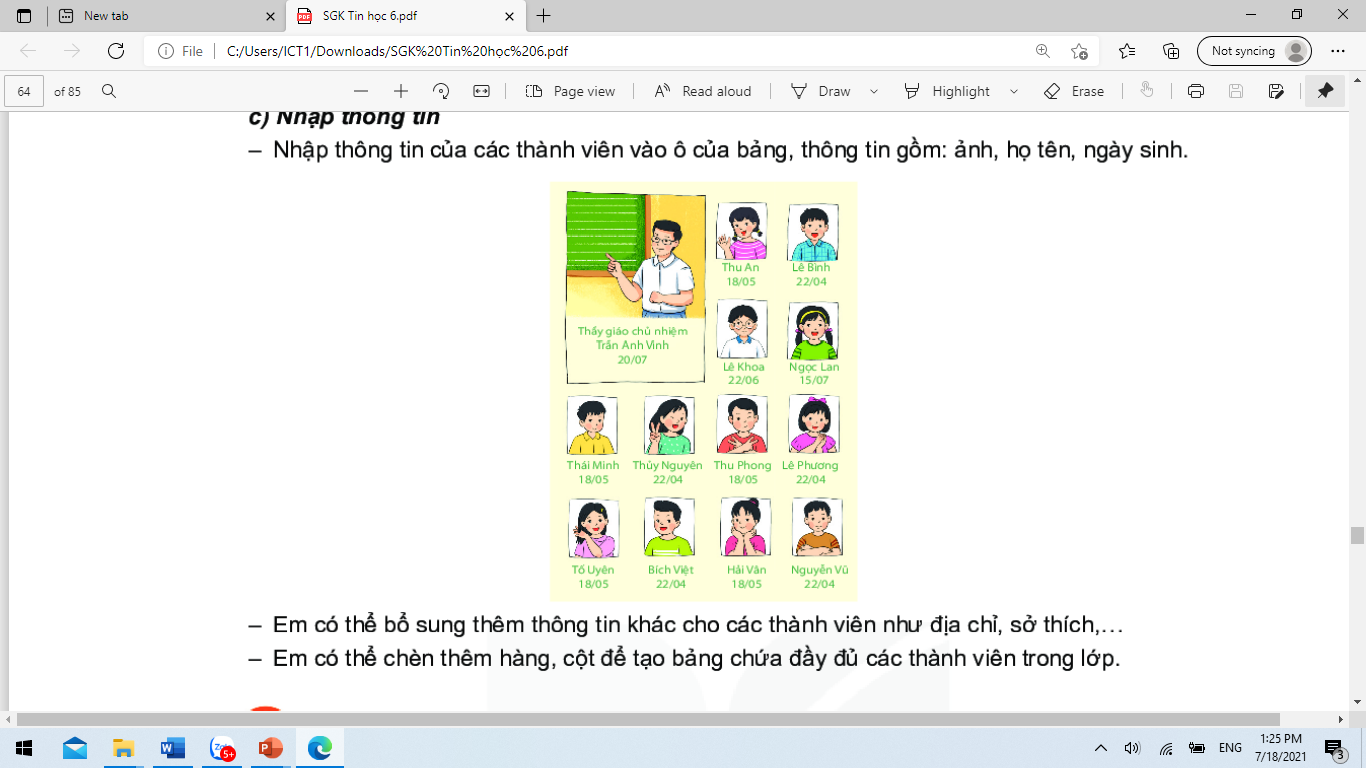 New tab
SGK Tin học 6.pdf
File
C:/Users/ICT1/Downloads/SGK%20Tin%20học%206.pdf
Not syncing
64 of 85
Page view
Read aloud
Draw
Highlight
Erase
c) Nhập thông tin
– Nhập thông tin của các thành viên vào ô của bảng, thông tin gồm: ảnh, họ tên, ngày sinh.
Thu An Lê Bình
18/05 22/04
Thầy giáo chủ nhiệm
Trần Anh Vinh
20/07
Lê Khoa Ngọc Lan
22/06 15/07
Thái Minh Thủy Nguyên Thu Phong Lê Phương
18/05 22/04 18/05 22/04
Tố Uyên Bích Việt Hải Vân Nguyễn Vũ
18/05 22/04 18/05 22/04
– Em có thể bổ sung thêm thông tin khác cho các thành viên như địa chỉ, sở thích,…
– Em có thể chèn thêm hàng, cột để tạo bảng chứa đầy đủ các thành viên trong lớp.
5+
ENG
1:25 PM
7/18/2021
3